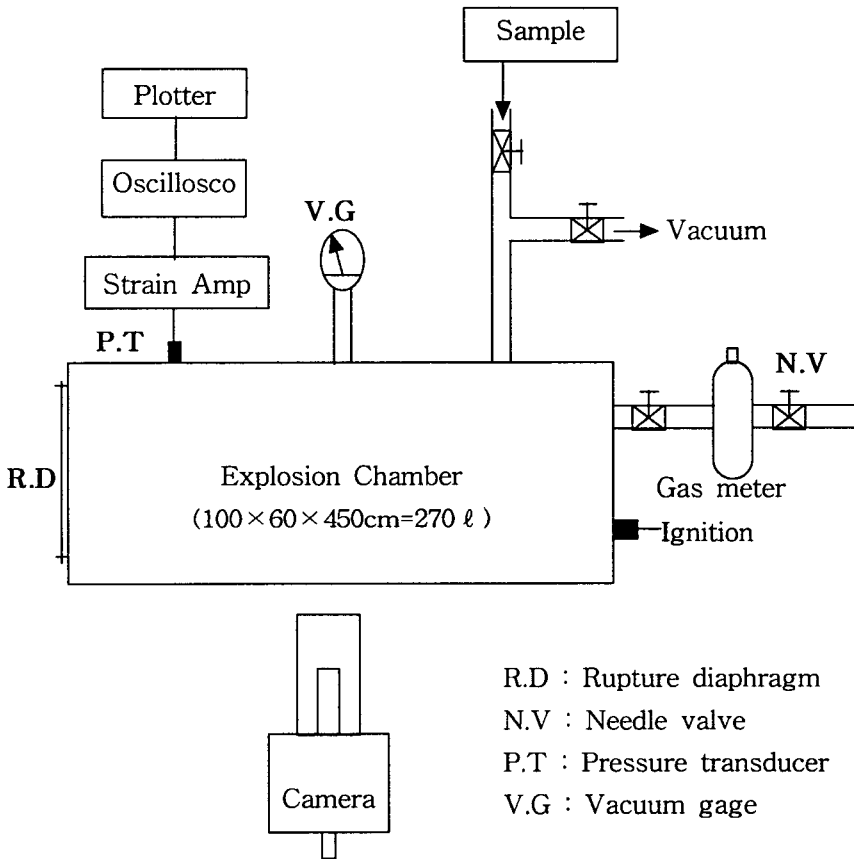 Sample
Plotter
Oscillosco
V.G
Vacuum
Strain Amp
P.T
N.V
R.D
Explosion Chamber
(100×60×450cm=270ℓ)
Gas meter
Ignition
R.D : Rupture diaphragm
N.V : Needle valve
P.T : Pressure transducer
V.G : Vacuum gage
Camera